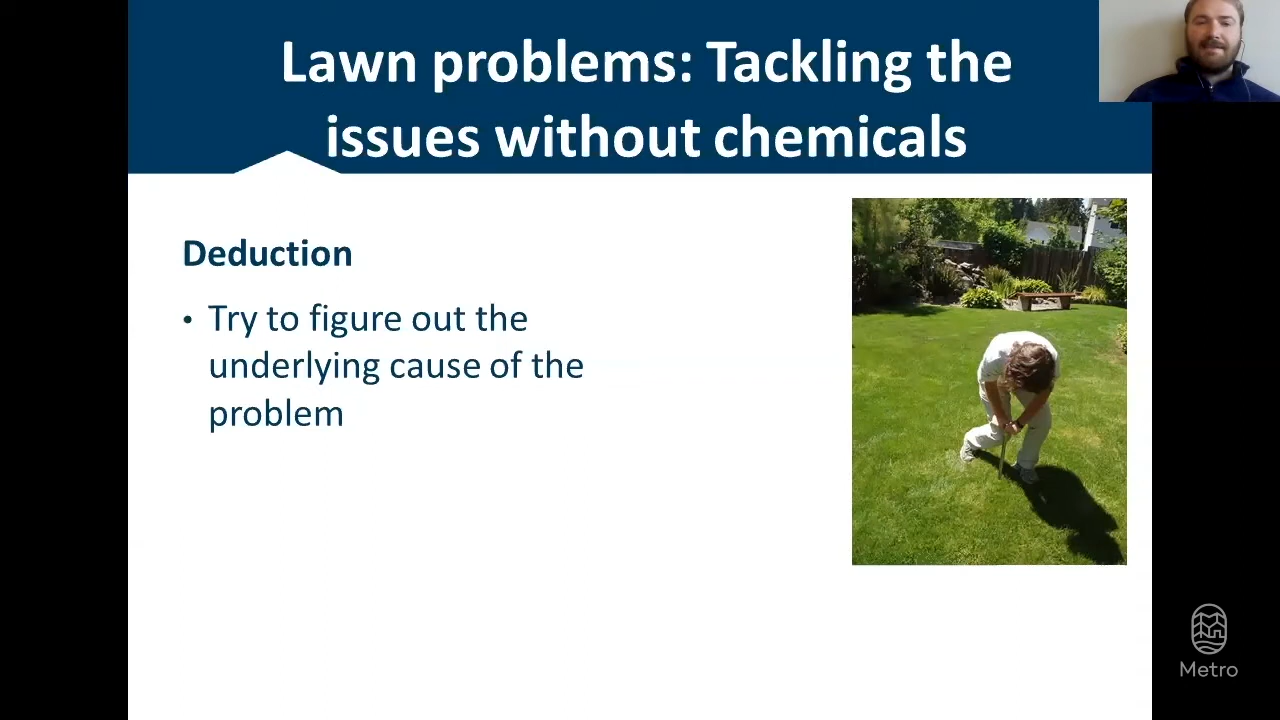 Lawn problems: Tackling the
issues without chemicals
Deduction
• Try to figure out the
underlying cause of the
problem
Metro